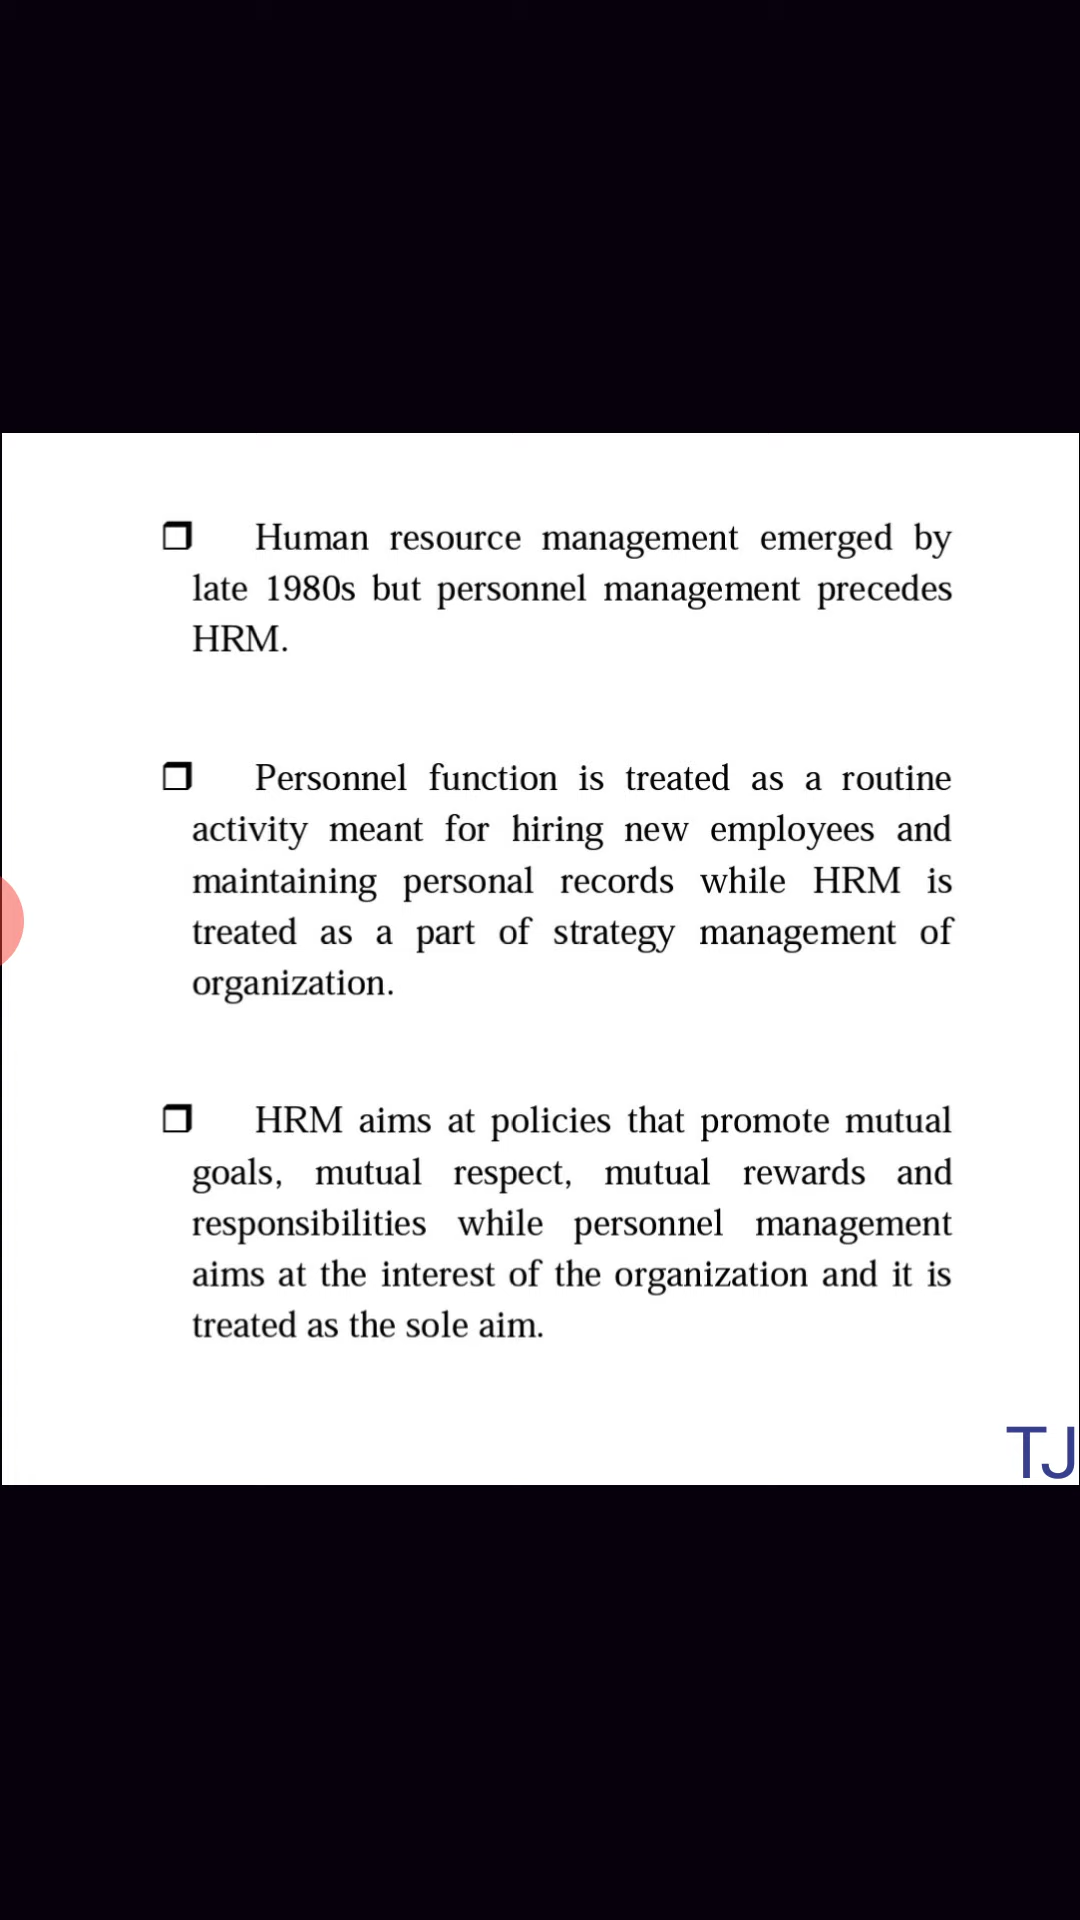 ❒ Human resource management emerged by
late 1980s but personnel management precedes
HRM.
❒ Personnel function is treated as a routine
activity meant for hiring new employees and
maintaining personal records while HRM is
treated as a part of strategy management of
organization.
❒ HRM aims at policies that promote mutual
goals, mutual respect, mutual rewards and
responsibilities while personnel management
aims at the interest of the organization and it is
treated as the sole aim.
TJ